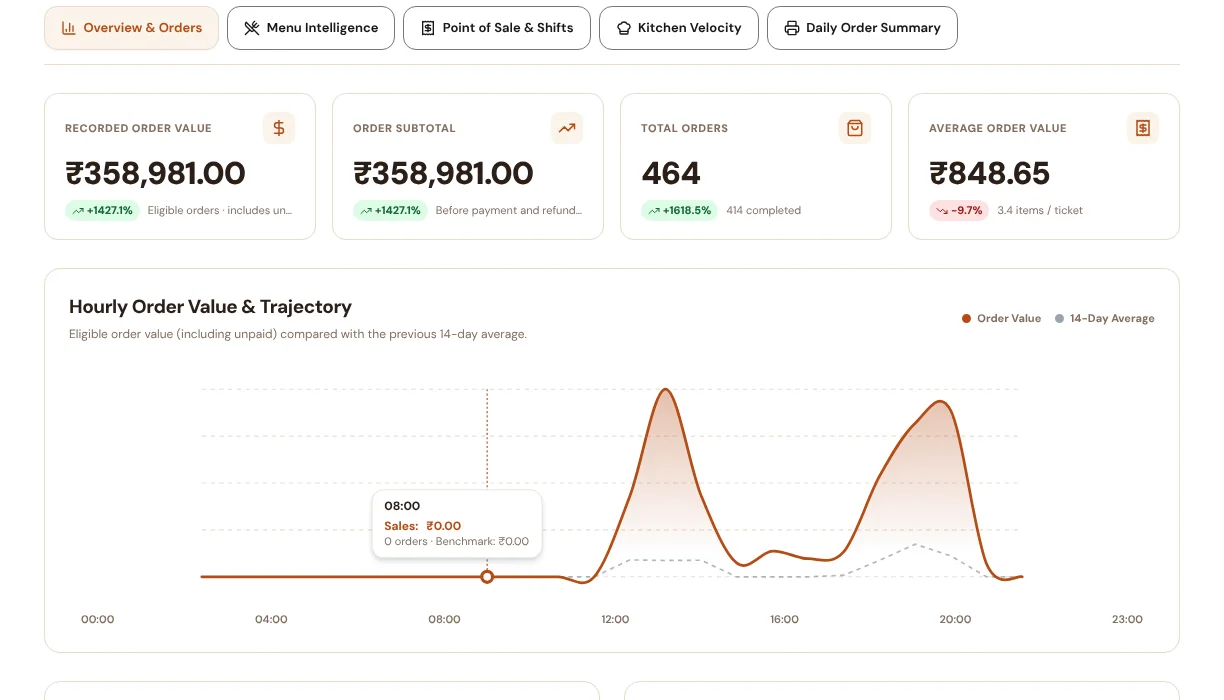 Overview & Orders
Menu Intelligence
Point of Sale & Shifts
Kitchen Velocity
Daily Order Summary
RECORDED ORDER VALUE
₹358,981.00
+1427.1% Eligible orders · includes un...
ORDER SUBTOTAL
₹358,981.00
+1427.1% Before payment and refund...
TOTAL ORDERS
464
+1618.5% 414 completed
AVERAGE ORDER VALUE
₹848.65
-9.7% 3.4 items / ticket
Hourly Order Value & Trajectory
Eligible order value (including unpaid) compared with the previous 14-day average.
Order Value
14-Day Average
08:00
Sales: ₹0.00
0 orders · Benchmark: ₹0.00
00:00 04:00 08:00 12:00 16:00 20:00 23:00